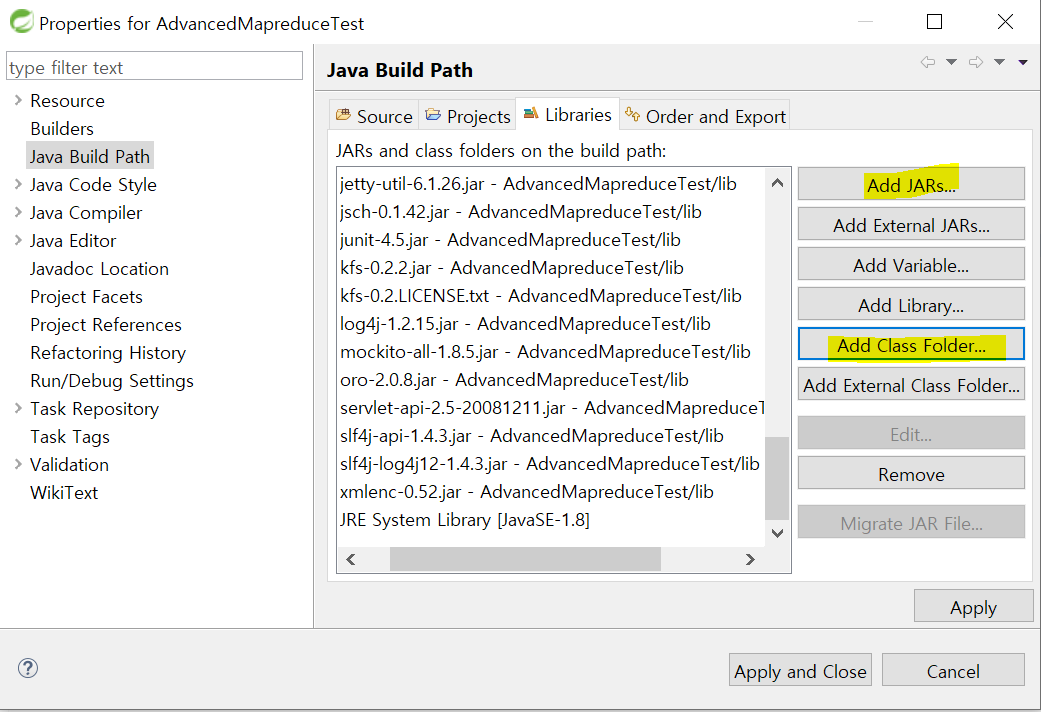 Properties for AdvancedMapreduceTest
type filter text
Resource
Builders
Java Build Path
Java Code Style
Java Compiler
Java Editor
Javadoc Location
Project Facets
Project References
Refactoring History
Run/Debug Settings
Task Repository
Task Tags
Validation
WikiText
Java Build Path
Source Projects Libraries Order and Export
JARs and class folders on the build path:
jetty-util-6.1.26.jar - AdvancedMapreduceTest/lib
jsch-0.1.42.jar - AdvancedMapreduceTest/lib
junit-4.5.jar - AdvancedMapreduceTest/lib
kfs-0.2.2.jar - AdvancedMapreduceTest/lib
kfs-0.2.LICENSE.txt - AdvancedMapreduceTest/lib
log4j-1.2.15.jar - AdvancedMapreduceTest/lib
mockito-all-1.8.5.jar - AdvancedMapreduceTest/lib
oro-2.0.8.jar - AdvancedMapreduceTest/lib
servlet-api-2.5-20081211.jar - AdvancedMapreduceT
slf4j-api-1.4.3.jar - AdvancedMapreduceTest/lib
slf4j-log4j12-1.4.3.jar - AdvancedMapreduceTest/lib
xmlenc-0.52.jar - AdvancedMapreduceTest/lib
JRE System Library [JavaSE-1.8]
Add JARs...
Add External JARs...
Add Variable...
Add Library...
Add Class Folder...
Add External Class Folder...
Edit...
Remove
Migrate JAR File...
Apply
?
Apply and Close
Cancel